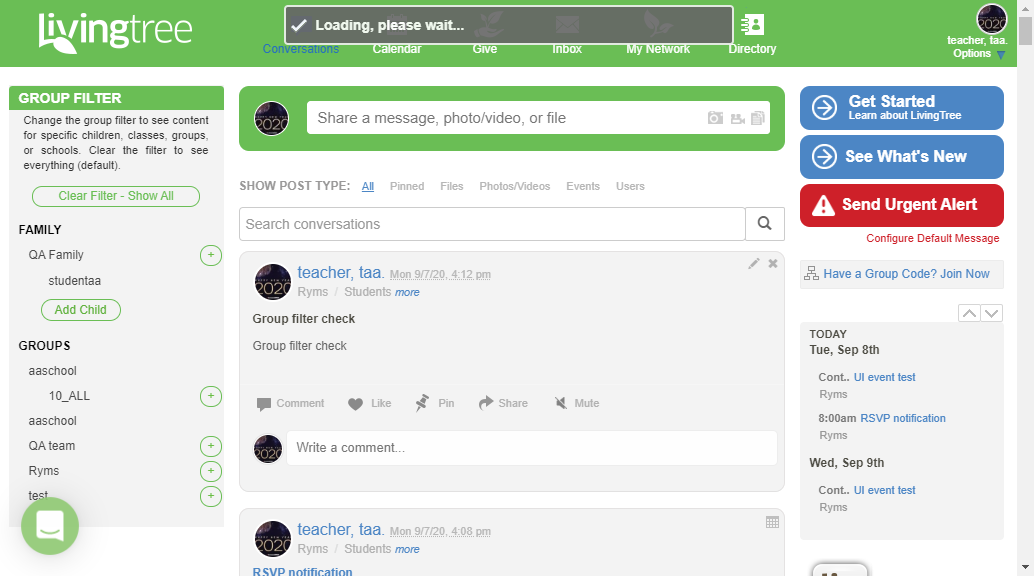 livingtree
Loading, please wait...
Conversations
Calendar
Give
Inbox
My Network
Directory
teacher, taa.
Options
GROUP FILTER
Change the group filter to see content
for specific children, classes, groups,
or schools. Clear the filter to see
everything (default).
Clear Filter - Show All
FAMILY
QA Family
+
studentaa
Add Child
GROUPS
aaschool
10_ALL
+
aaschool
QA team
+
Ryms
+
test
+
2020
Share a message, photo/video, or file
SHOW POST TYPE: All Pinned Files Photos/Videos Events Users
Search conversations
2020
teacher, taa. Mon 9/7/20, 4:12 pm
Ryms / Students more
Group filter check
Group filter check
Comment Like Pin Share Mute
2020
Write a comment...
2020
teacher, taa. Mon 9/7/20, 4:08 pm
Ryms / Students more
RSVP notification
Get Started
Learn about LivingTree
See What's New
Send Urgent Alert
Configure Default Message
Have a Group Code? Join Now
TODAY
Tue, Sep 8th
Cont.. UI event test
Ryms
8:00am RSVP notification
Ryms
Wed, Sep 9th
Cont.. UI event test
Ryms